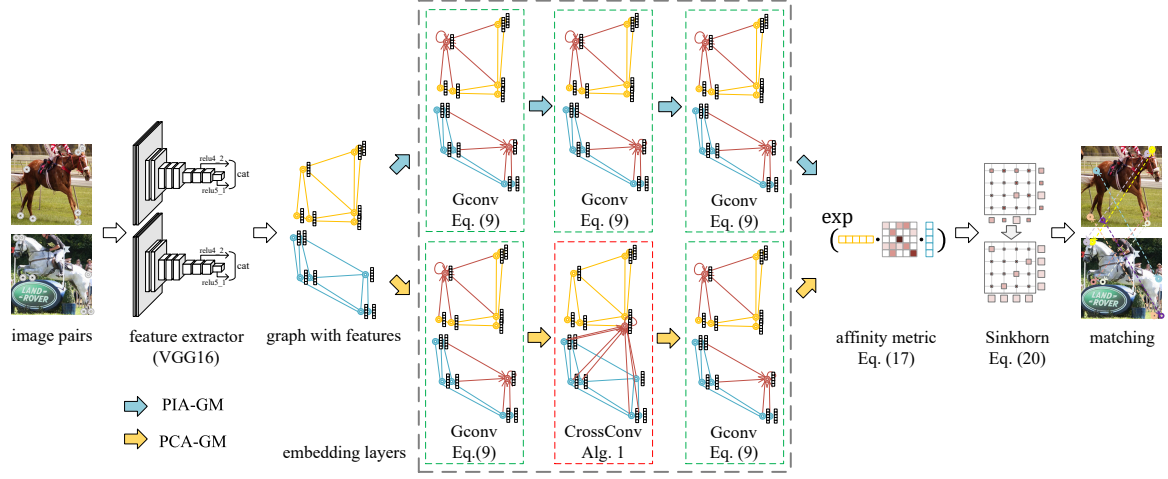 relu4_2
cat
relu5_1
relu4_2
cat
relu5_1
LAND-
ROVER
image pairs
feature extractor
(VGG16)
graph with features
Gconv
Eq. (9)
Gconv
Eq. (9)
Gconv
Eq. (9)
Gconv
Eq.(9)
CrossConv
Alg. 1
Gconv
Eq. (9)
embedding layers
PIA-GM
PCA-GM
exp
( · · )
affinity metric
Eq. (17)
Sinkhorn
Eq. (20)
LAND-
ROVER
matching